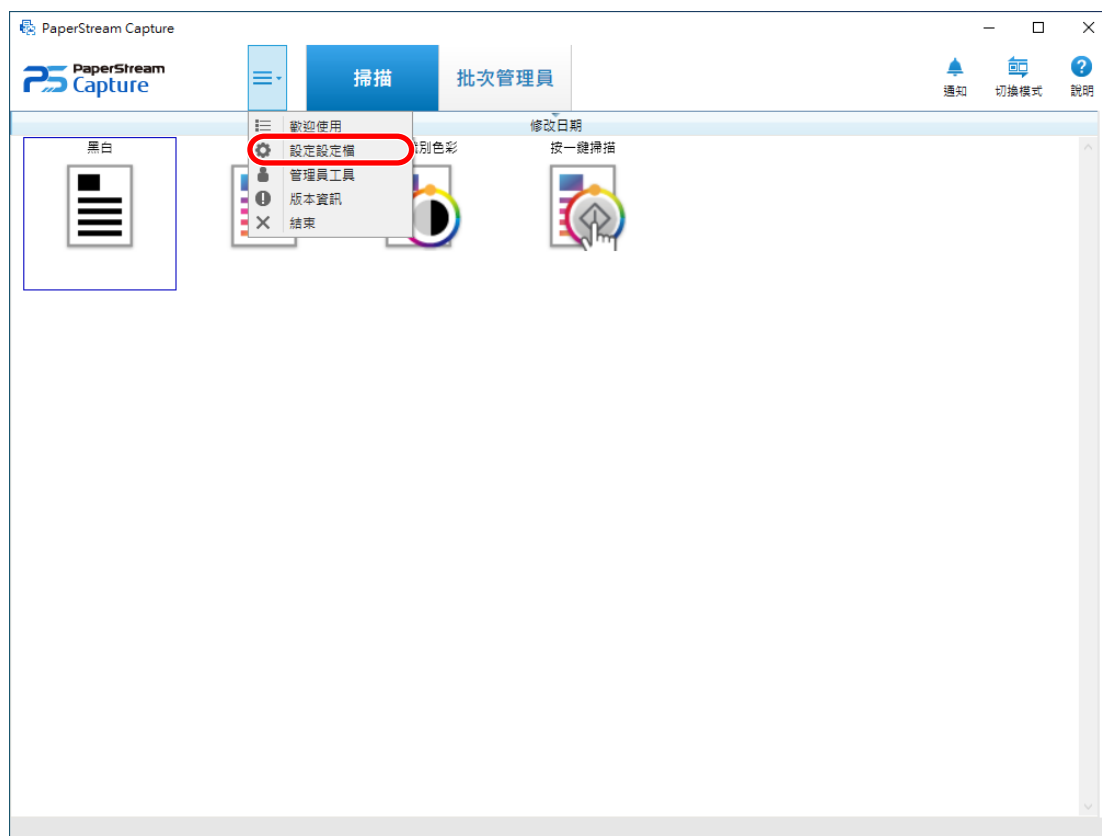 PaperStream Capture
PaperStream
Capture
掃描
批次管理員
通知
切換模式
說明
修改日期
歡迎使用
設定設定檔
管理員工具
版本資訊
結束
黑白
別色彩
按一鍵掃描